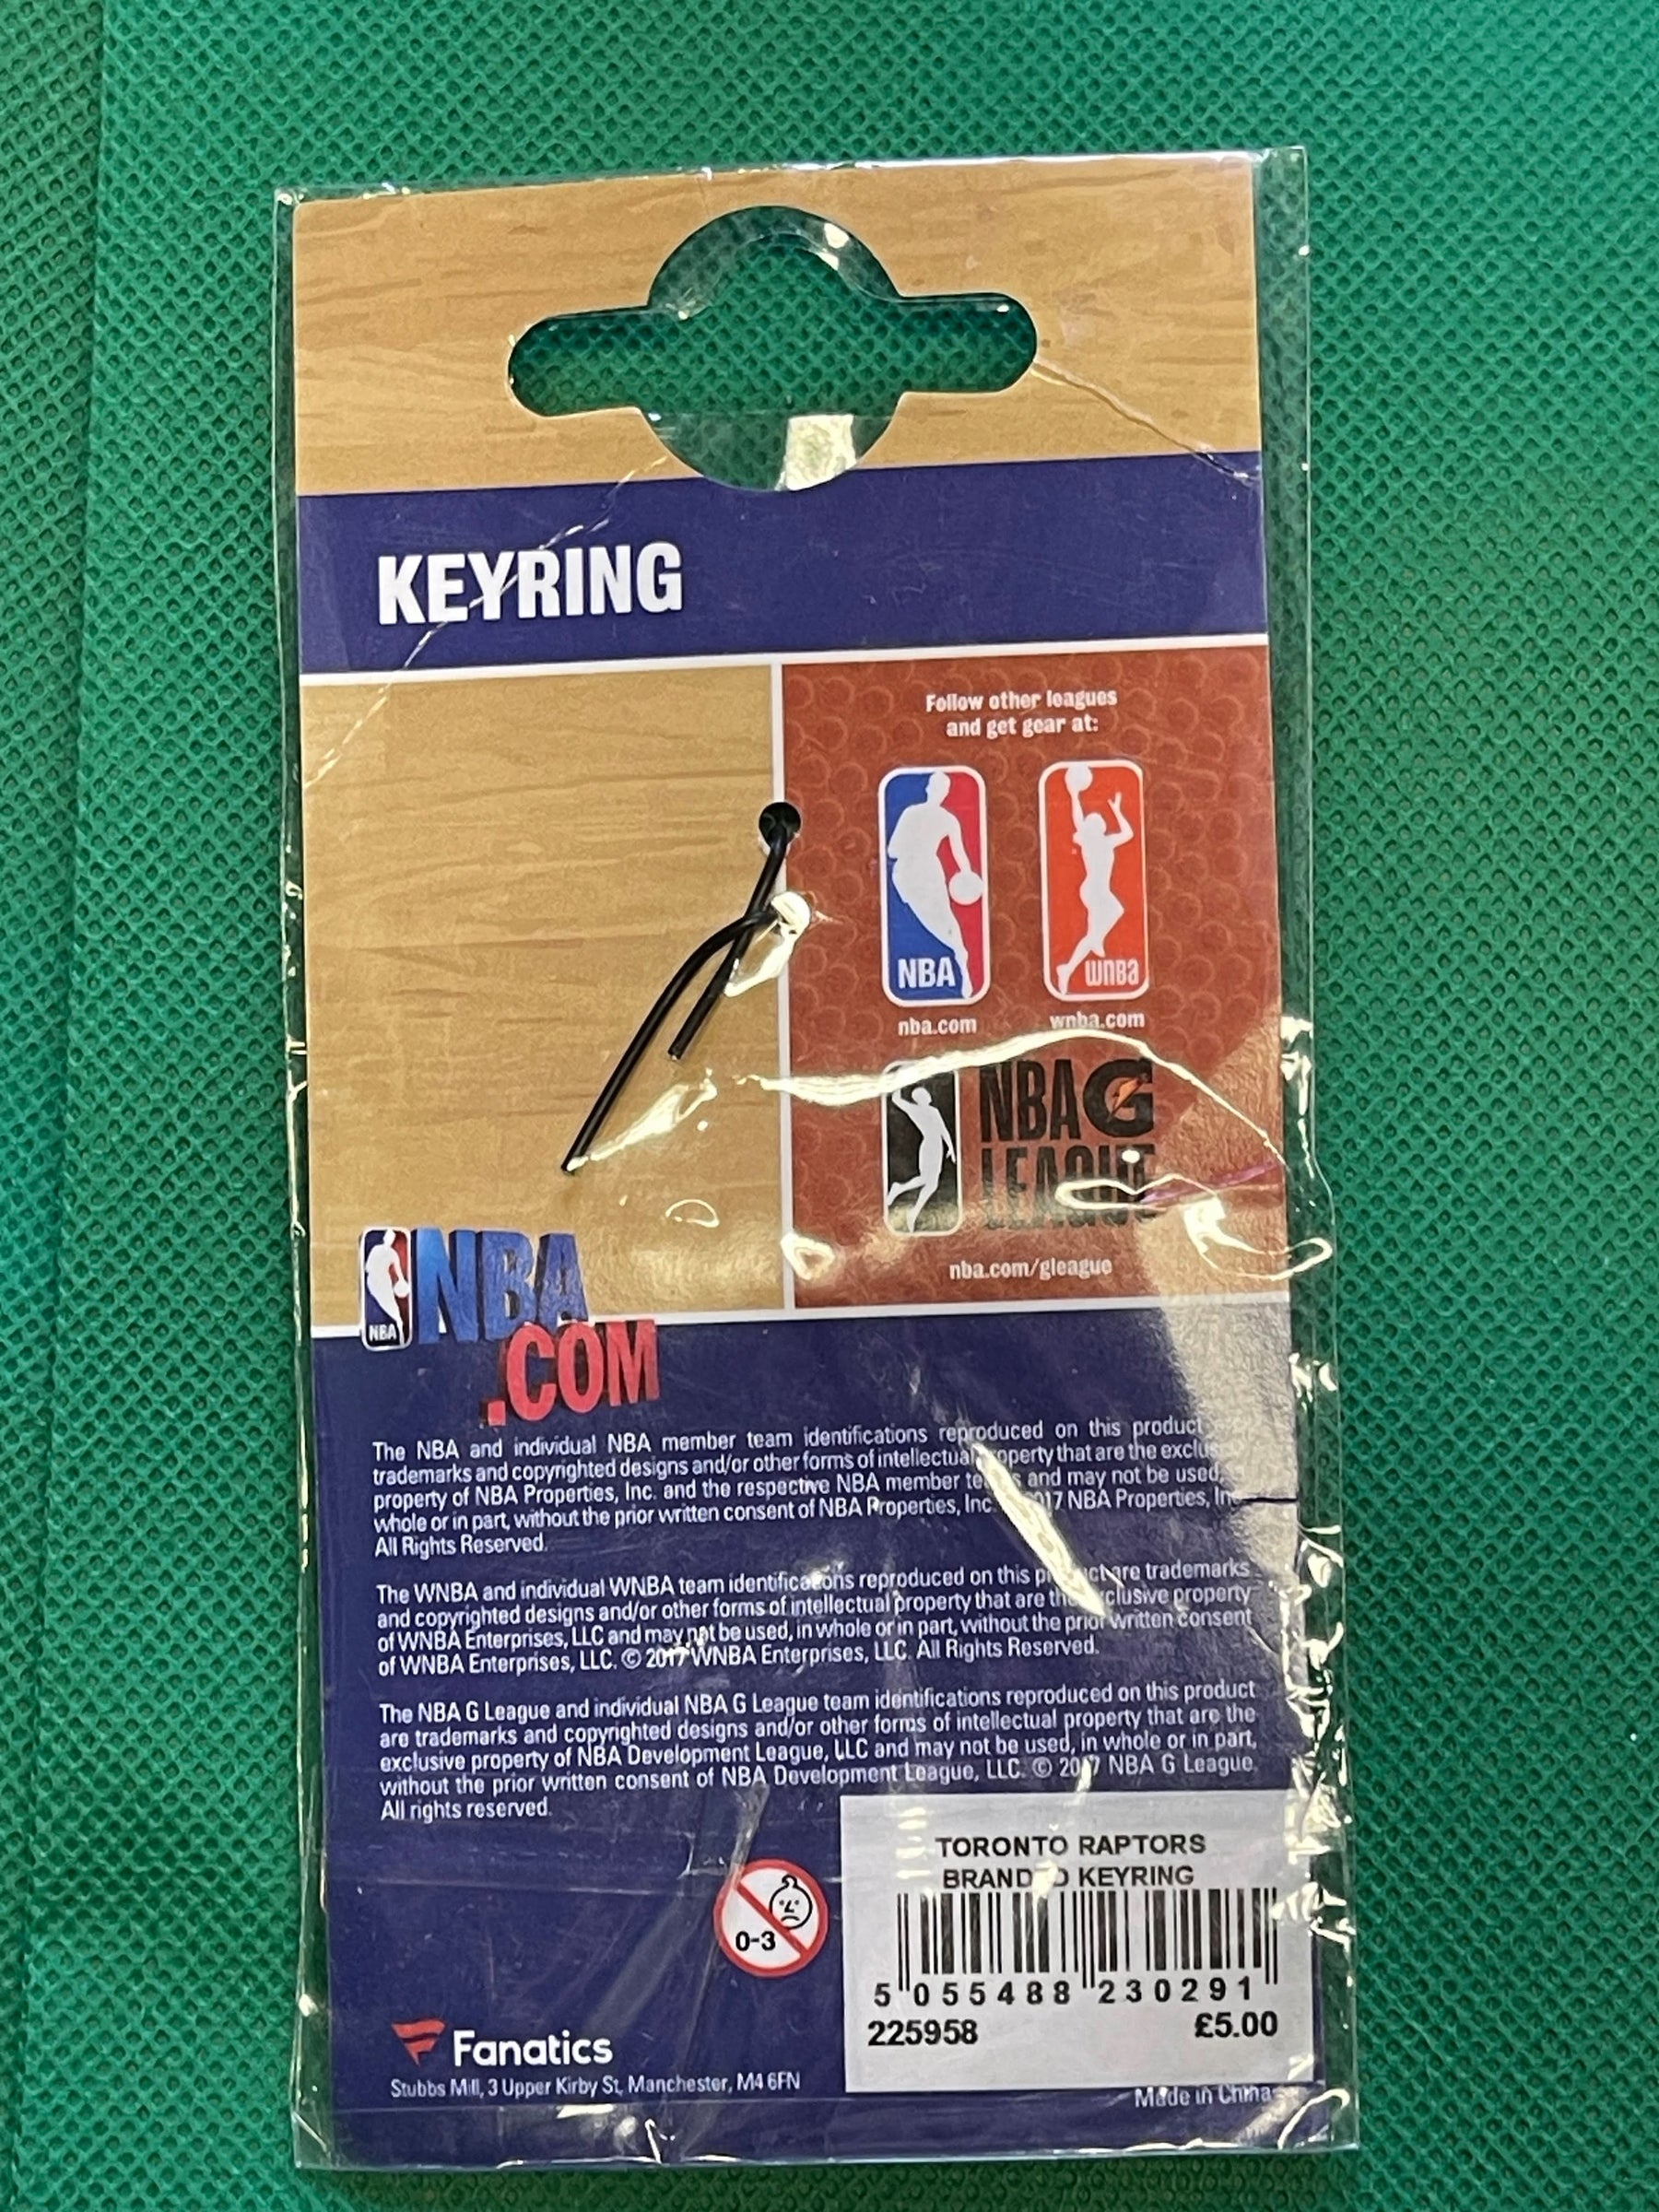 KEYRING
Follow other leagues
and get gear at:
NBA
wnba
nba.com
wnba.com
NBA G
LEAGUE
nba.com/gleague
NBA
NBA
.COM
The NBA and individual NBA member team identifications reproduced on this product
trademarks and copyrighted designs and/or other forms of intellectual property that are the
property of NBA Properties, Inc. and the respective NBA member and may not be used,
whole or in part, without the prior written consent of NBA Properties, Inc. NBA Properties,
All Rights Reserved.
The WNBA and individual WNBA team identifications reproduced on this are trademarks
and copyrighted designs and/or other forms of intellectual property that are property
of WNBA Enterprises, LLC and may not be used, in whole or in part, without the prior written consent
of WNBA Enterprises, LLC. © 2017 WNBA Enterprises, LLC. All Rights Reserved.
The NBA G League and individual NBA G League team identifications reproduced on this product
are trademarks and copyrighted designs and/or other forms of intellectual property that are the
exclusive property of NBA Development League, LLC and may not be used, in whole or in part,
without the prior written consent of NBA Development League, LLC. © 2017 NBA G League.
All rights reserved.
TORONTO RAPTORS
BRANDED KEYRING
0-3
5 055488 230291
225958 £5.00
Fanatics
Stubbs Mill, 3 Upper Kirby St, Manchester, M4 6FN
Made in China